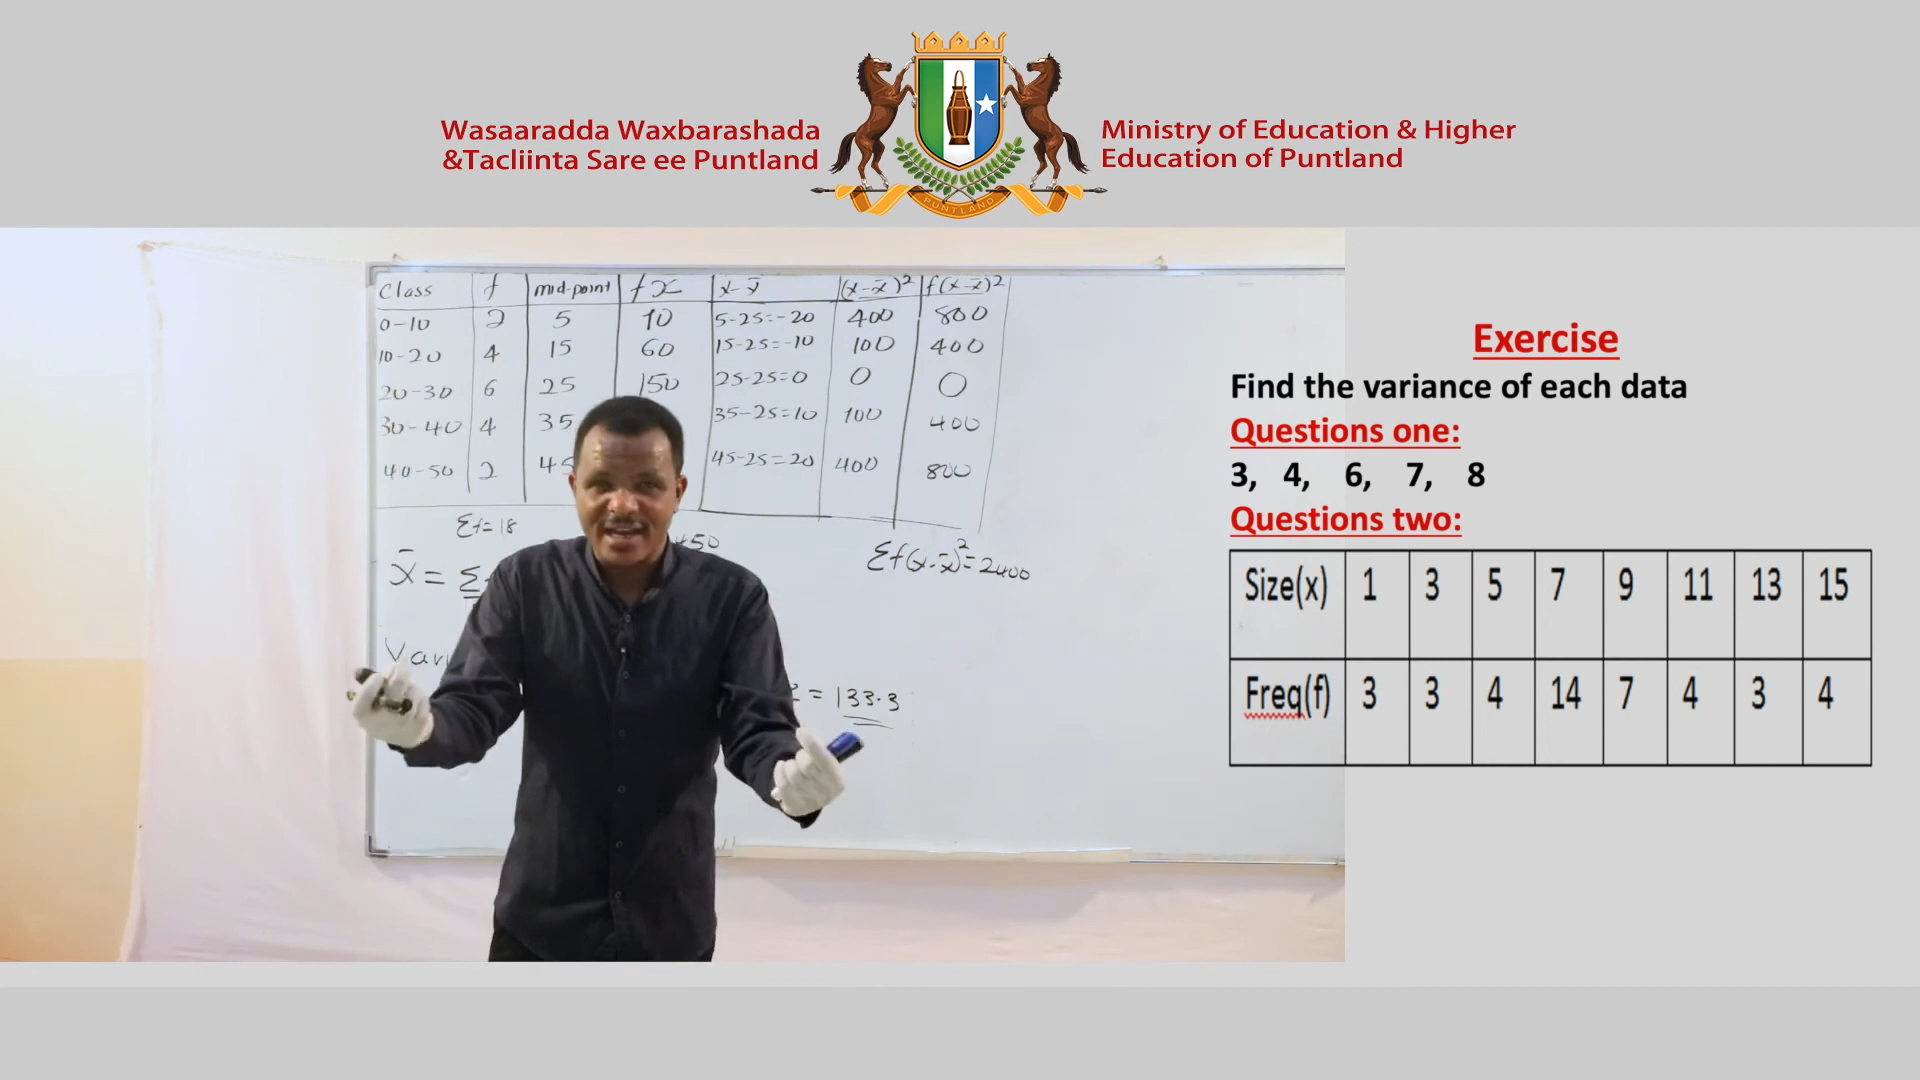 Wasaaradda Waxbarashada
&Tacliinta Sare ee Puntland
Ministry of Education & Higher
Education of Puntland
PUNTLAND
Class f mid-point fx x-x̄ (x-x̄)² f(x-x̄)²
0-10 2 5 10 5-25=-20 400 800
10-20 4 15 60 15-25=-10 100 400
20-30 6 25 150 25-25=0 0 0
30-40 4 35 35-25=10 100 400
40-50 2 45 45-25=20 400 800
Σf=18
450
Σf(x-x̄)²=2400
x̄ = Σ
Vari
= 133.3
Exercise
Find the variance of each data
Questions one:
3, 4, 6, 7, 8
Questions two:
Size(x) 1 3 5 7 9 11 13 15
Freq(f) 3 3 4 14 7 4 3 4